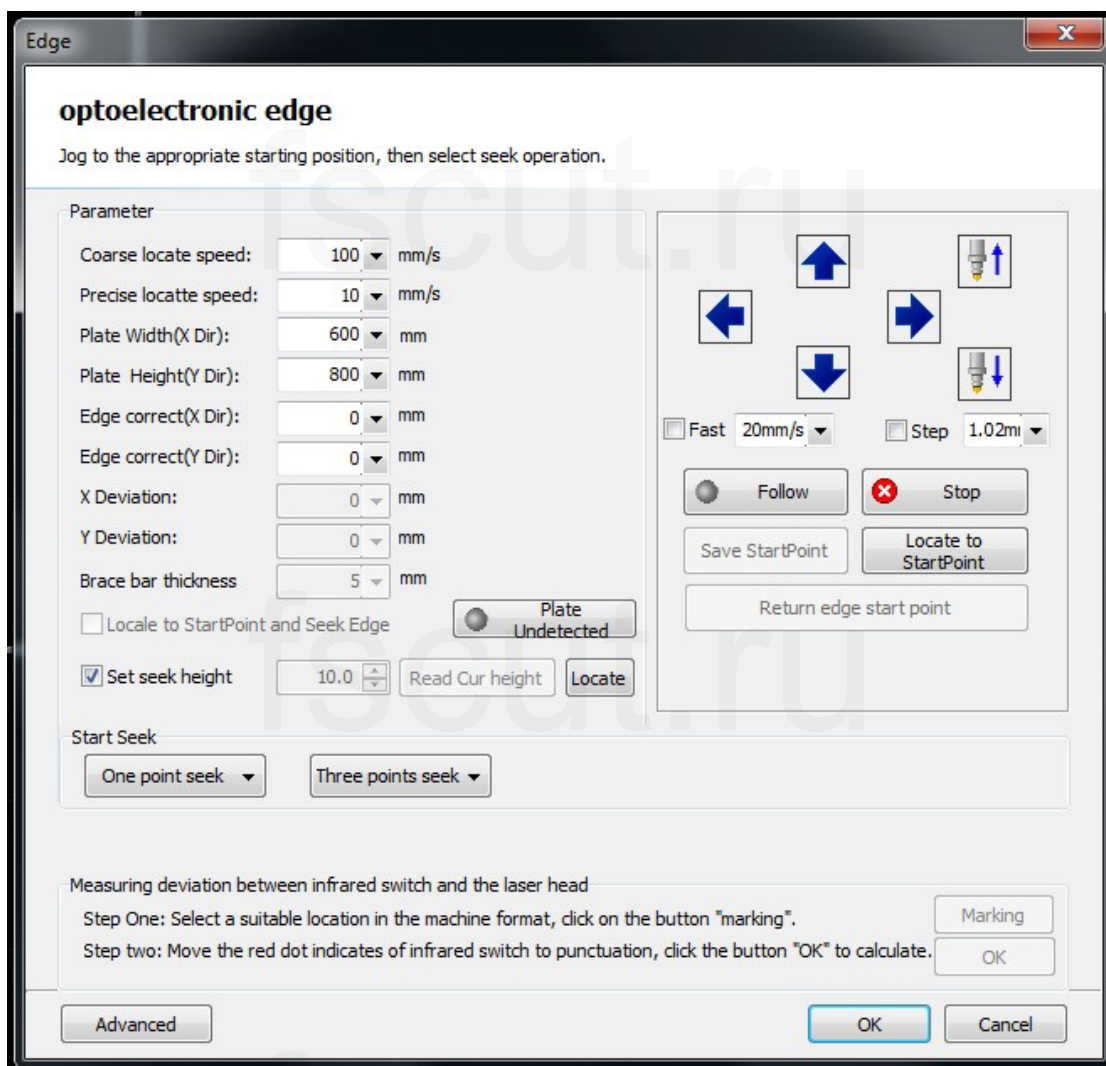 Edge
optoelectronic edge
Jog to the appropriate starting position, then select seek operation.
Parameter
Coarse locate speed: 100 mm/s
Precise locatte speed: 10 mm/s
Plate Width(X Dir): 600 mm
Plate Height(Y Dir): 800 mm
Edge correct(X Dir): 0 mm
Edge correct(Y Dir): 0 mm
X Deviation: 0 mm
Y Deviation: 0 mm
Brace bar thickness 5 mm
Locale to StartPoint and Seek Edge
Plate
Undetected
Set seek height 10.0 Read Cur height Locate
Fast 20mm/s Step 1.02m
Follow Stop
Save StartPoint
Locate to
StartPoint
Return edge start point
Start Seek
One point seek Three points seek
Measuring deviation between infrared switch and the laser head
Step One: Select a suitable location in the machine format, click on the button "marking". Marking
Step two: Move the red dot indicates of infrared switch to punctuation, click the button "OK" to calculate. OK
Advanced OK Cancel
fscut.ru
fscut.ru